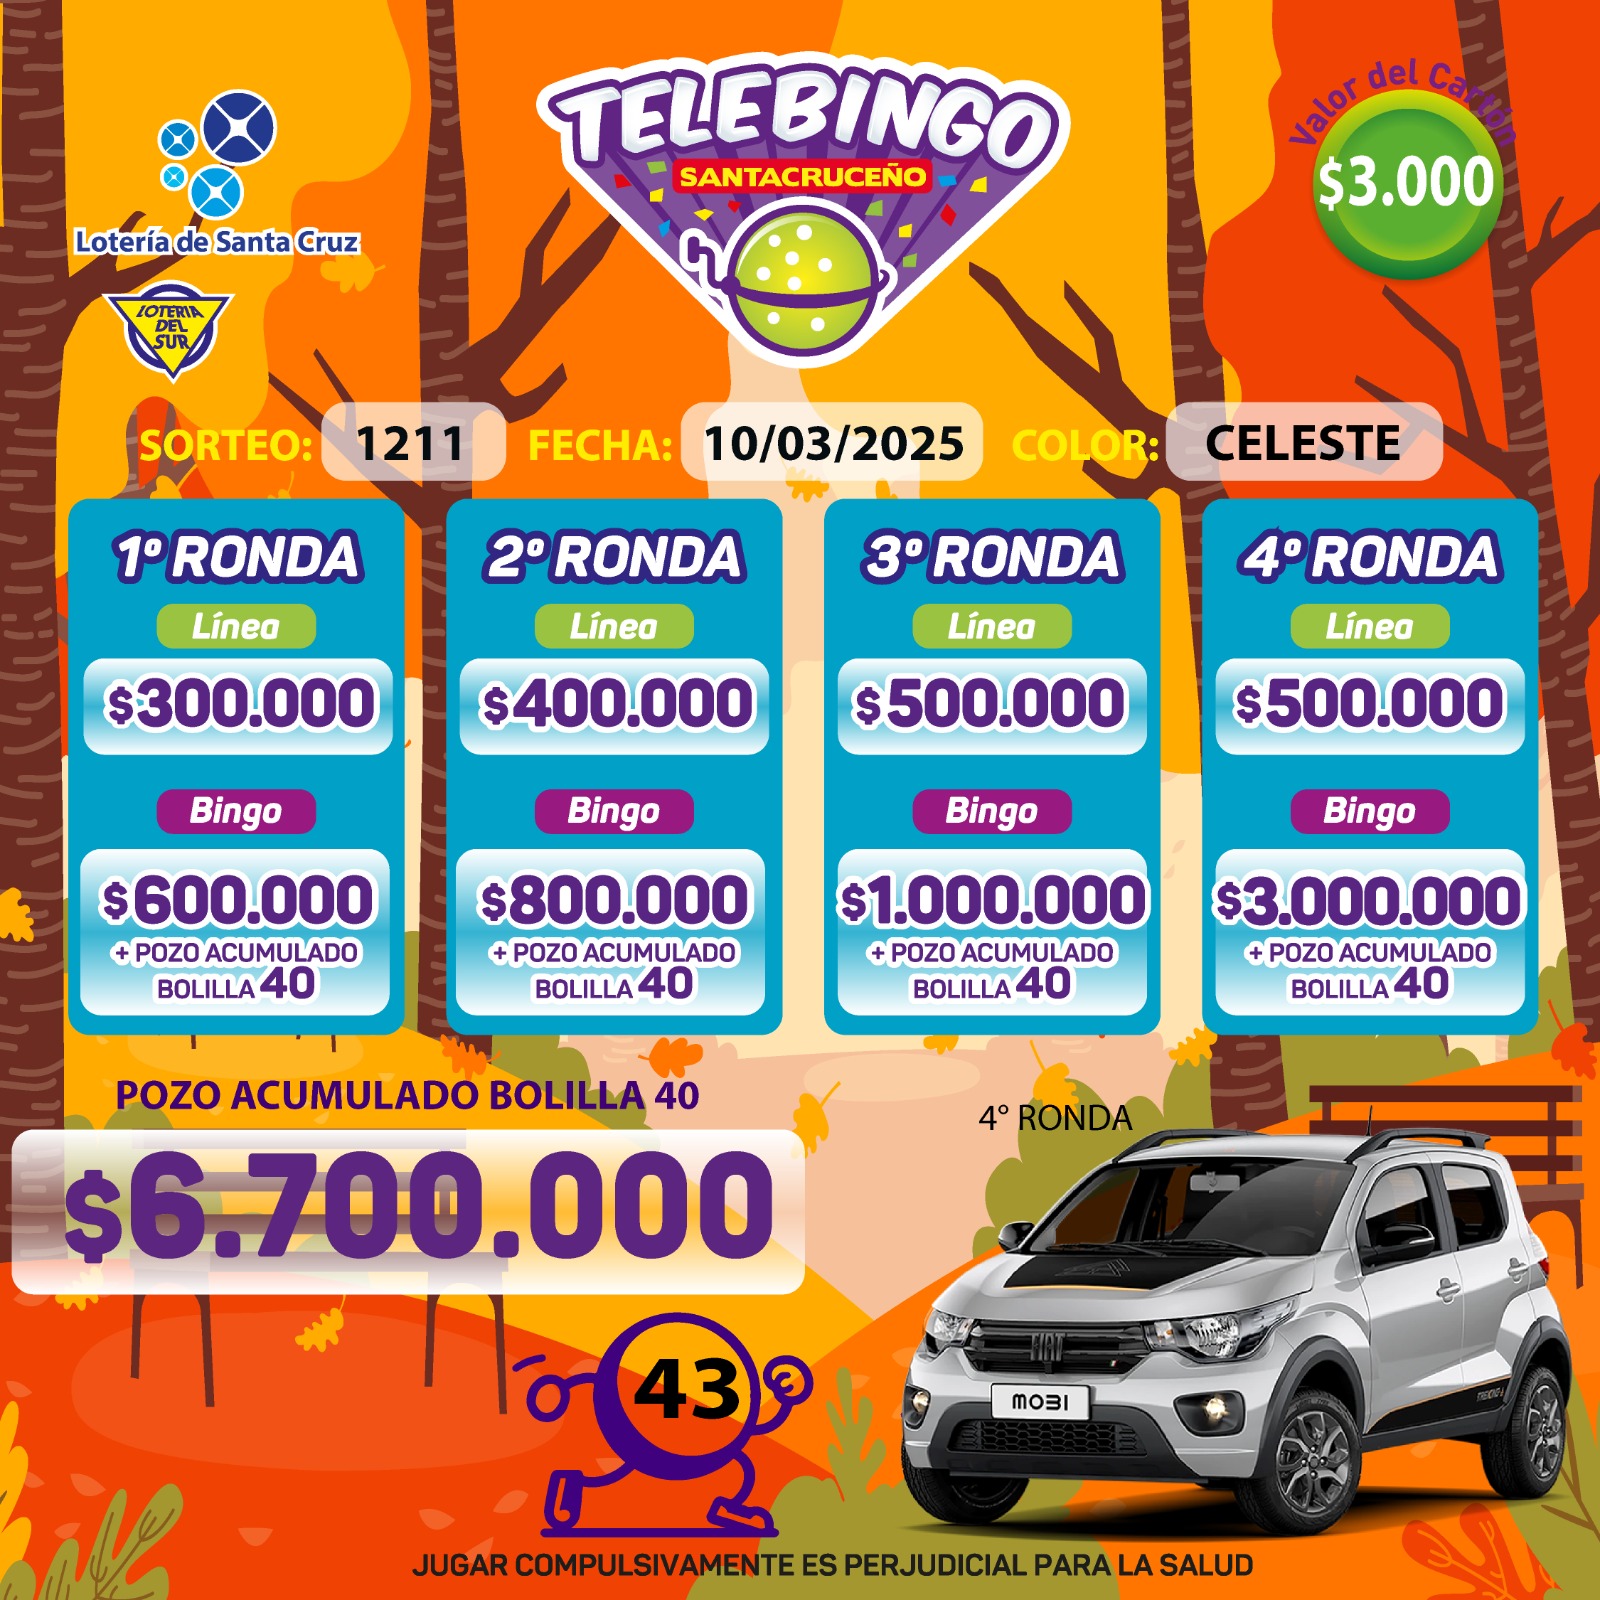 TELEBINGO
SANTACRUCEÑO
Valor del Cartón
$3.000
Lotería de Santa Cruz
LOTERIA
DEL
SUR
SORTEO: 1211 FECHA: 10/03/2025 COLOR: CELESTE
1º RONDA
Línea
$300.000
Bingo
$600.000
+ POZO ACUMULADO
BOLILLA 40
2º RONDA
Línea
$400.000
Bingo
$800.000
+ POZO ACUMULADO
BOLILLA 40
3º RONDA
Línea
$500.000
Bingo
$1.000.000
+ POZO ACUMULADO
BOLILLA 40
4º RONDA
Línea
$500.000
Bingo
$3.000.000
+ POZO ACUMULADO
BOLILLA 40
POZO ACUMULADO BOLILLA 40
$6.700.000
4° RONDA
43
FIAT
MOBI
JUGAR COMPULSIVAMENTE ES PERJUDICIAL PARA LA SALUD